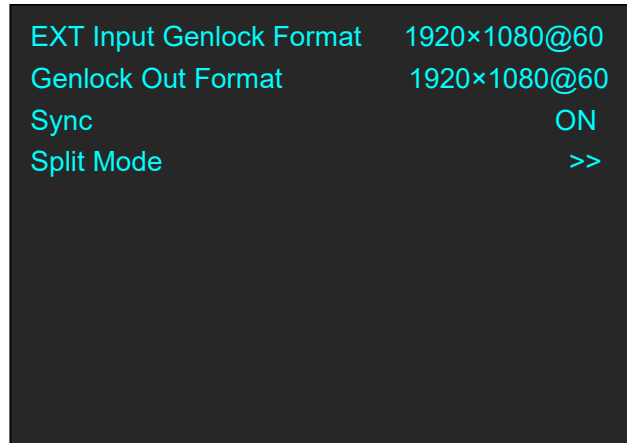 EXT Input Genlock Format 1920×1080@60
Genlock Out Format 1920×1080@60
Sync ON
Split Mode >>